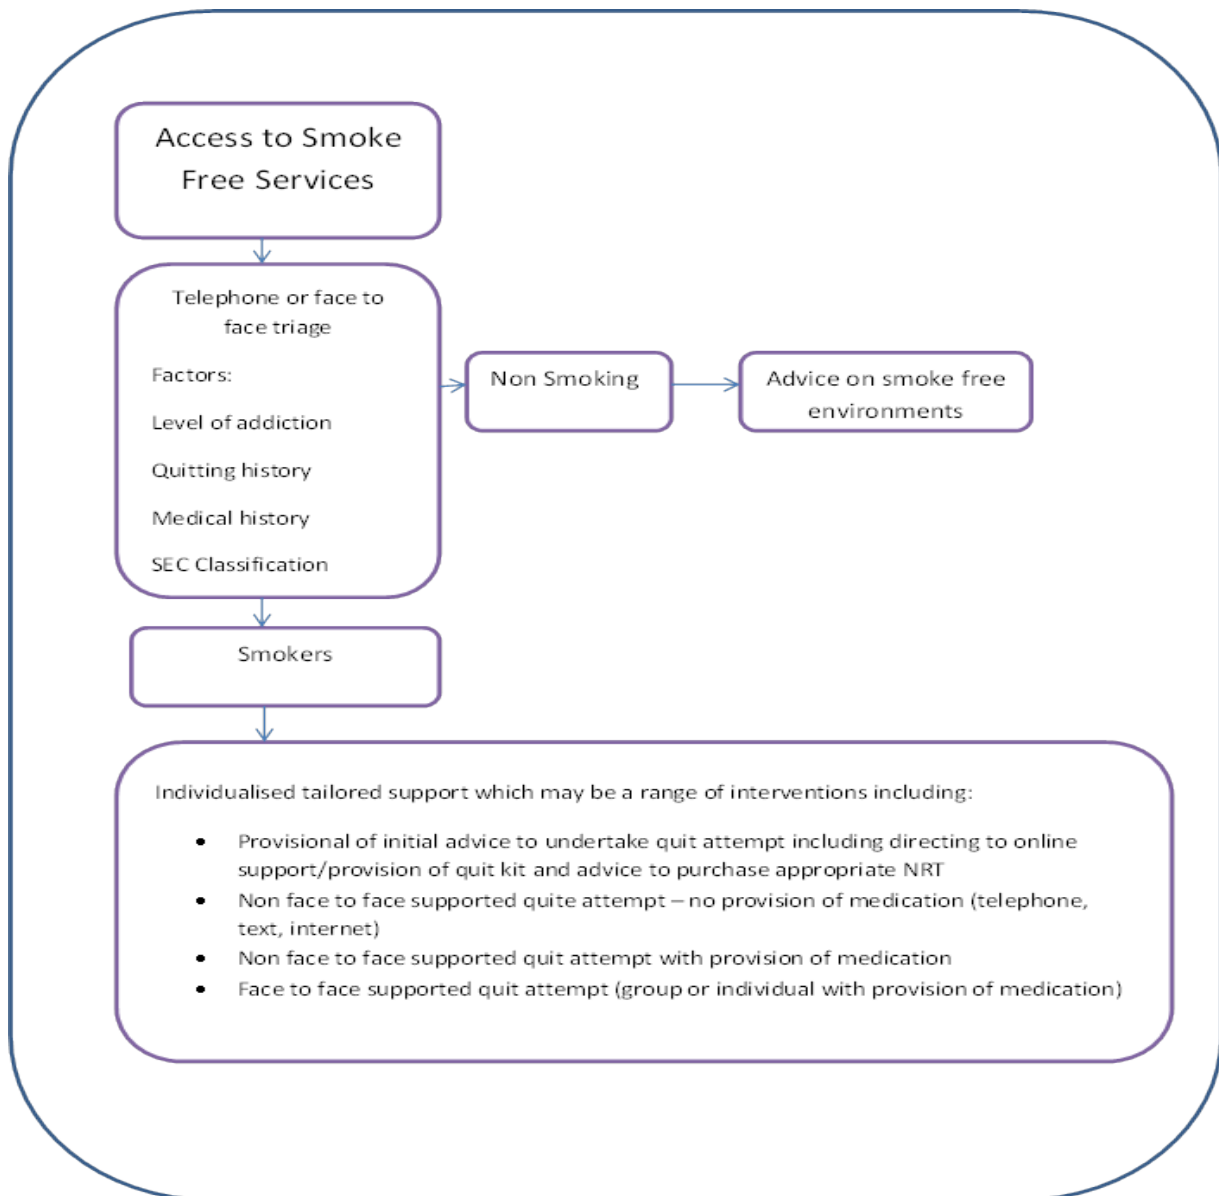 Access to Smoke
Free Services
Telephone or face to
face triage
Factors:
Level of addiction
Quitting history
Medical history
SEC Classification
Non Smoking
Advice on smoke free
environments
Smokers
Individualised tailored support which may be a range of interventions including:
• Provisional of initial advice to undertake quit attempt including directing to online
support/provision of quit kit and advice to purchase appropriate NRT
• Non face to face supported quite attempt – no provision of medication (telephone,
text, internet)
• Non face to face supported quit attempt with provision of medication
• Face to face supported quit attempt (group or individual with provision of medication)